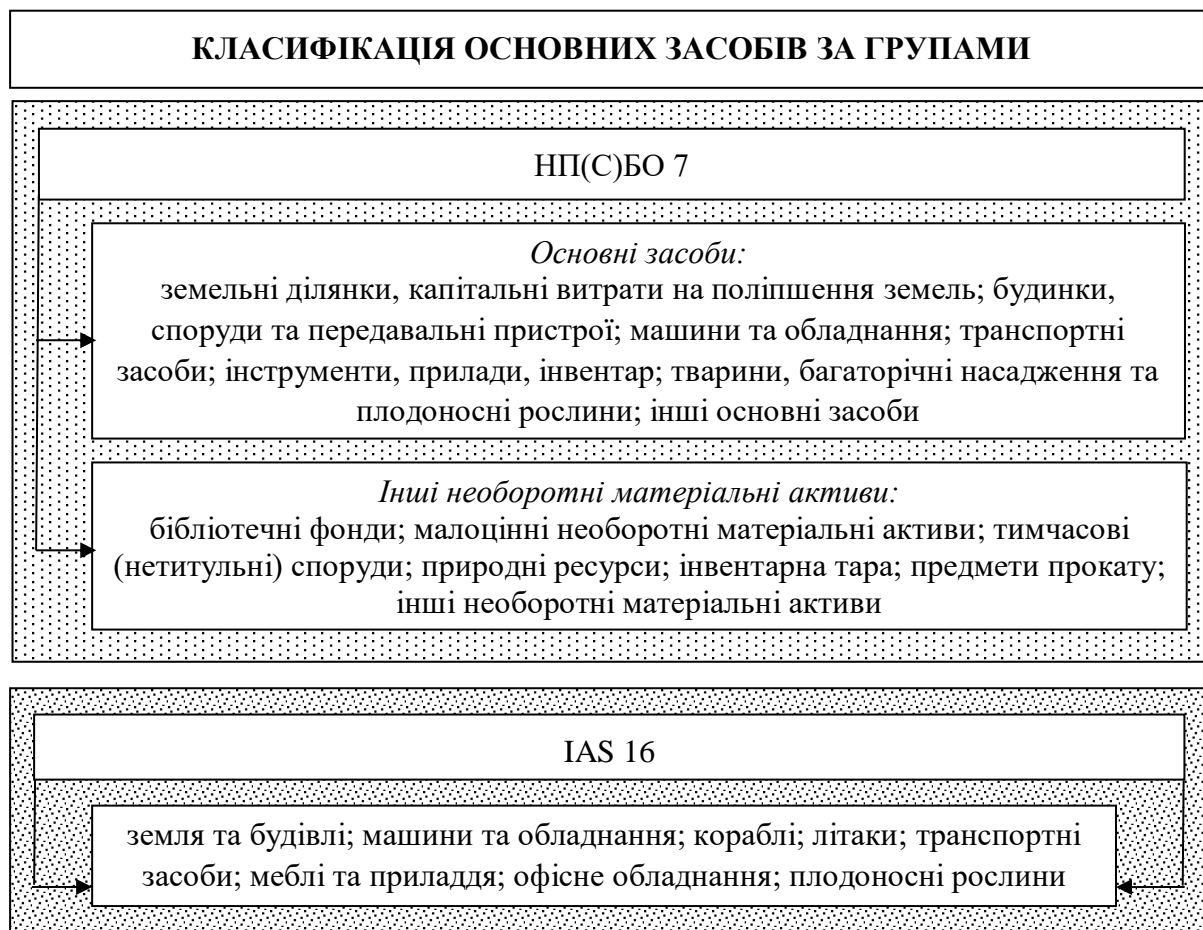 КЛАСИФІКАЦІЯ ОСНОВНИХ ЗАСОБІВ ЗА ГРУПАМИ
НП(С)БО 7
Основні засоби:
земельні ділянки, капітальні витрати на поліпшення земель; будинки,
споруди та передавальні пристрої; машини та обладнання; транспортні
засоби; інструменти, прилади, інвентар; тварини, багаторічні насадження та
плодоносні рослини; інші основні засоби
Інші необоротні матеріальні активи:
бібліотечні фонди; малоцінні необоротні матеріальні активи; тимчасові
(нетитульні) споруди; природні ресурси; інвентарна тара; предмети прокату;
інші необоротні матеріальні активи
IAS 16
земля та будівлі; машини та обладнання; кораблі; літаки; транспортні
засоби; меблі та приладдя; офісне обладнання; плодоносні рослини